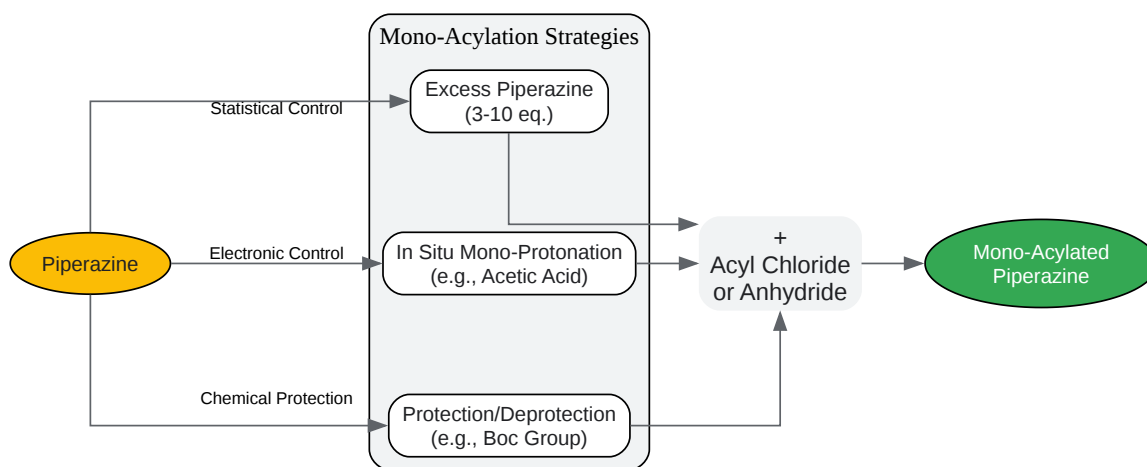 Mono-Acylation Strategies
Excess Piperazine
(3-10 eq.)
Statistical Control
Piperazine
Electronic Control
In Situ Mono-Protonation
(e.g., Acetic Acid)
+
Acyl Chloride
or Anhydride
Mono-Acylated
Piperazine
Chemical Protection
Protection/Deprotection
(e.g., Boc Group)